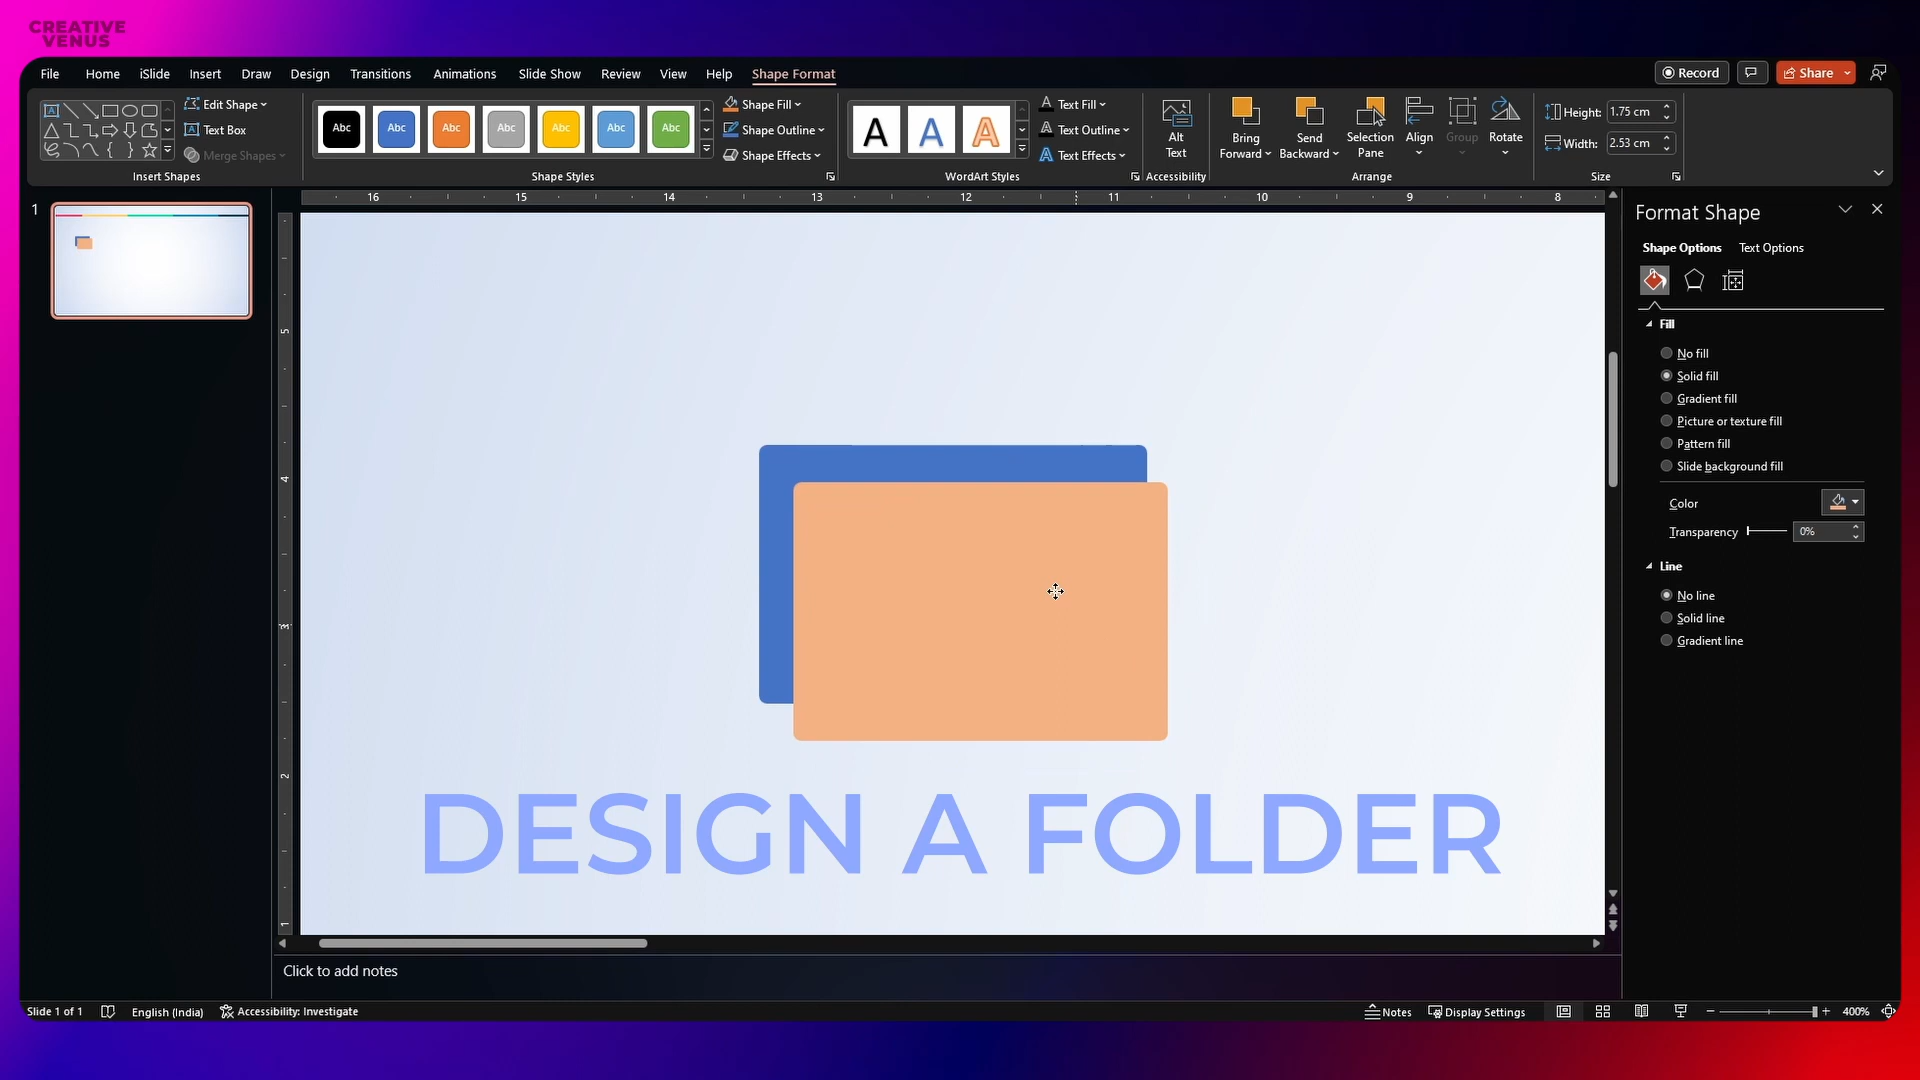 CREATIVE
VENUS
File Home iSlide Insert Draw Design Transitions Animations Slide Show Review View Help Shape Format Record Share
Edit Shape
Text Box
Merge Shapes
Insert Shapes
Abc Abc Abc Abc Abc Abc Abc
Shape Fill
Shape Outline
Shape Effects
Shape Styles
A A A
A Text Fill
A Text Outline
A Text Effects
WordArt Styles
Alt
Text
Accessibility
Bring
Forward
Send
Backward
Selection
Pane
Align
Group
Rotate
Arrange
Height: 1.75 cm
Width: 2.53 cm
Size
1
16 15 14 13 12 11 10 9 8
5
4
3
2
1
DESIGN A FOLDER
Click to add notes
Format Shape
Shape Options Text Options
Fill
No fill
Solid fill
Gradient fill
Picture or texture fill
Pattern fill
Slide background fill
Color
Transparency 0%
Line
No line
Solid line
Gradient line
Slide 1 of 1 English (India) Accessibility: Investigate Notes Display Settings 400%